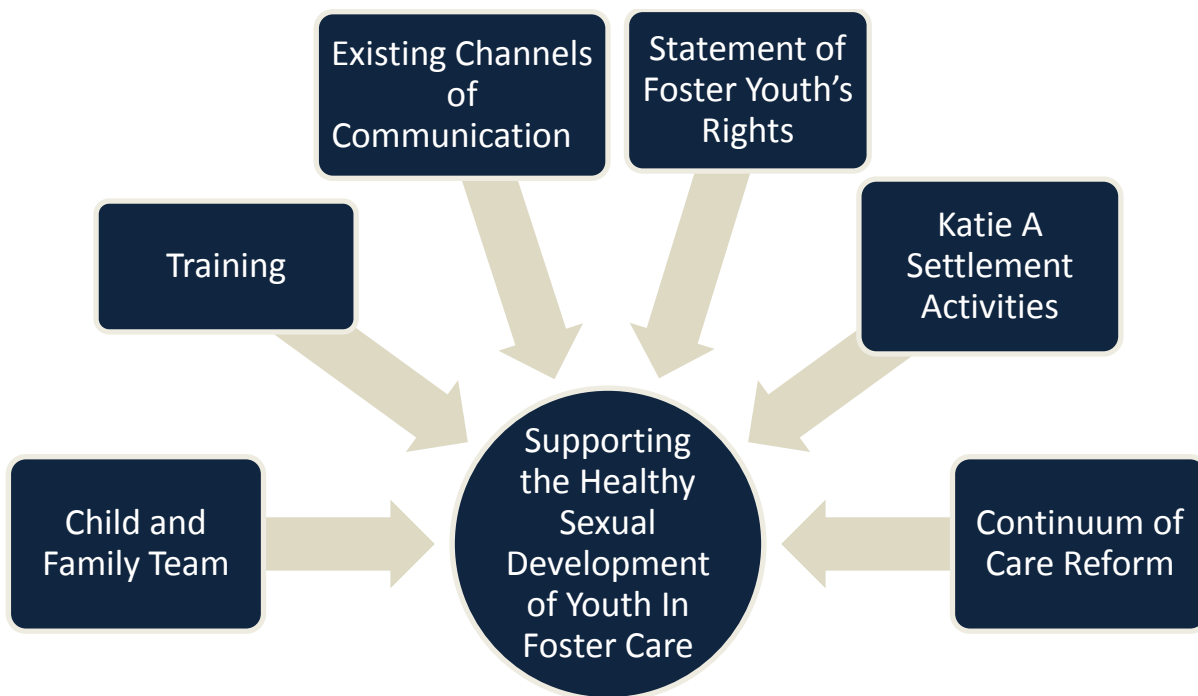 Existing Channels
of
Communication
Statement of
Foster Youth’s
Rights
Training
Katie A
Settlement
Activities
Child and
Family Team
Supporting
the Healthy
Sexual
Development
of Youth In
Foster Care
Continuum of
Care Reform